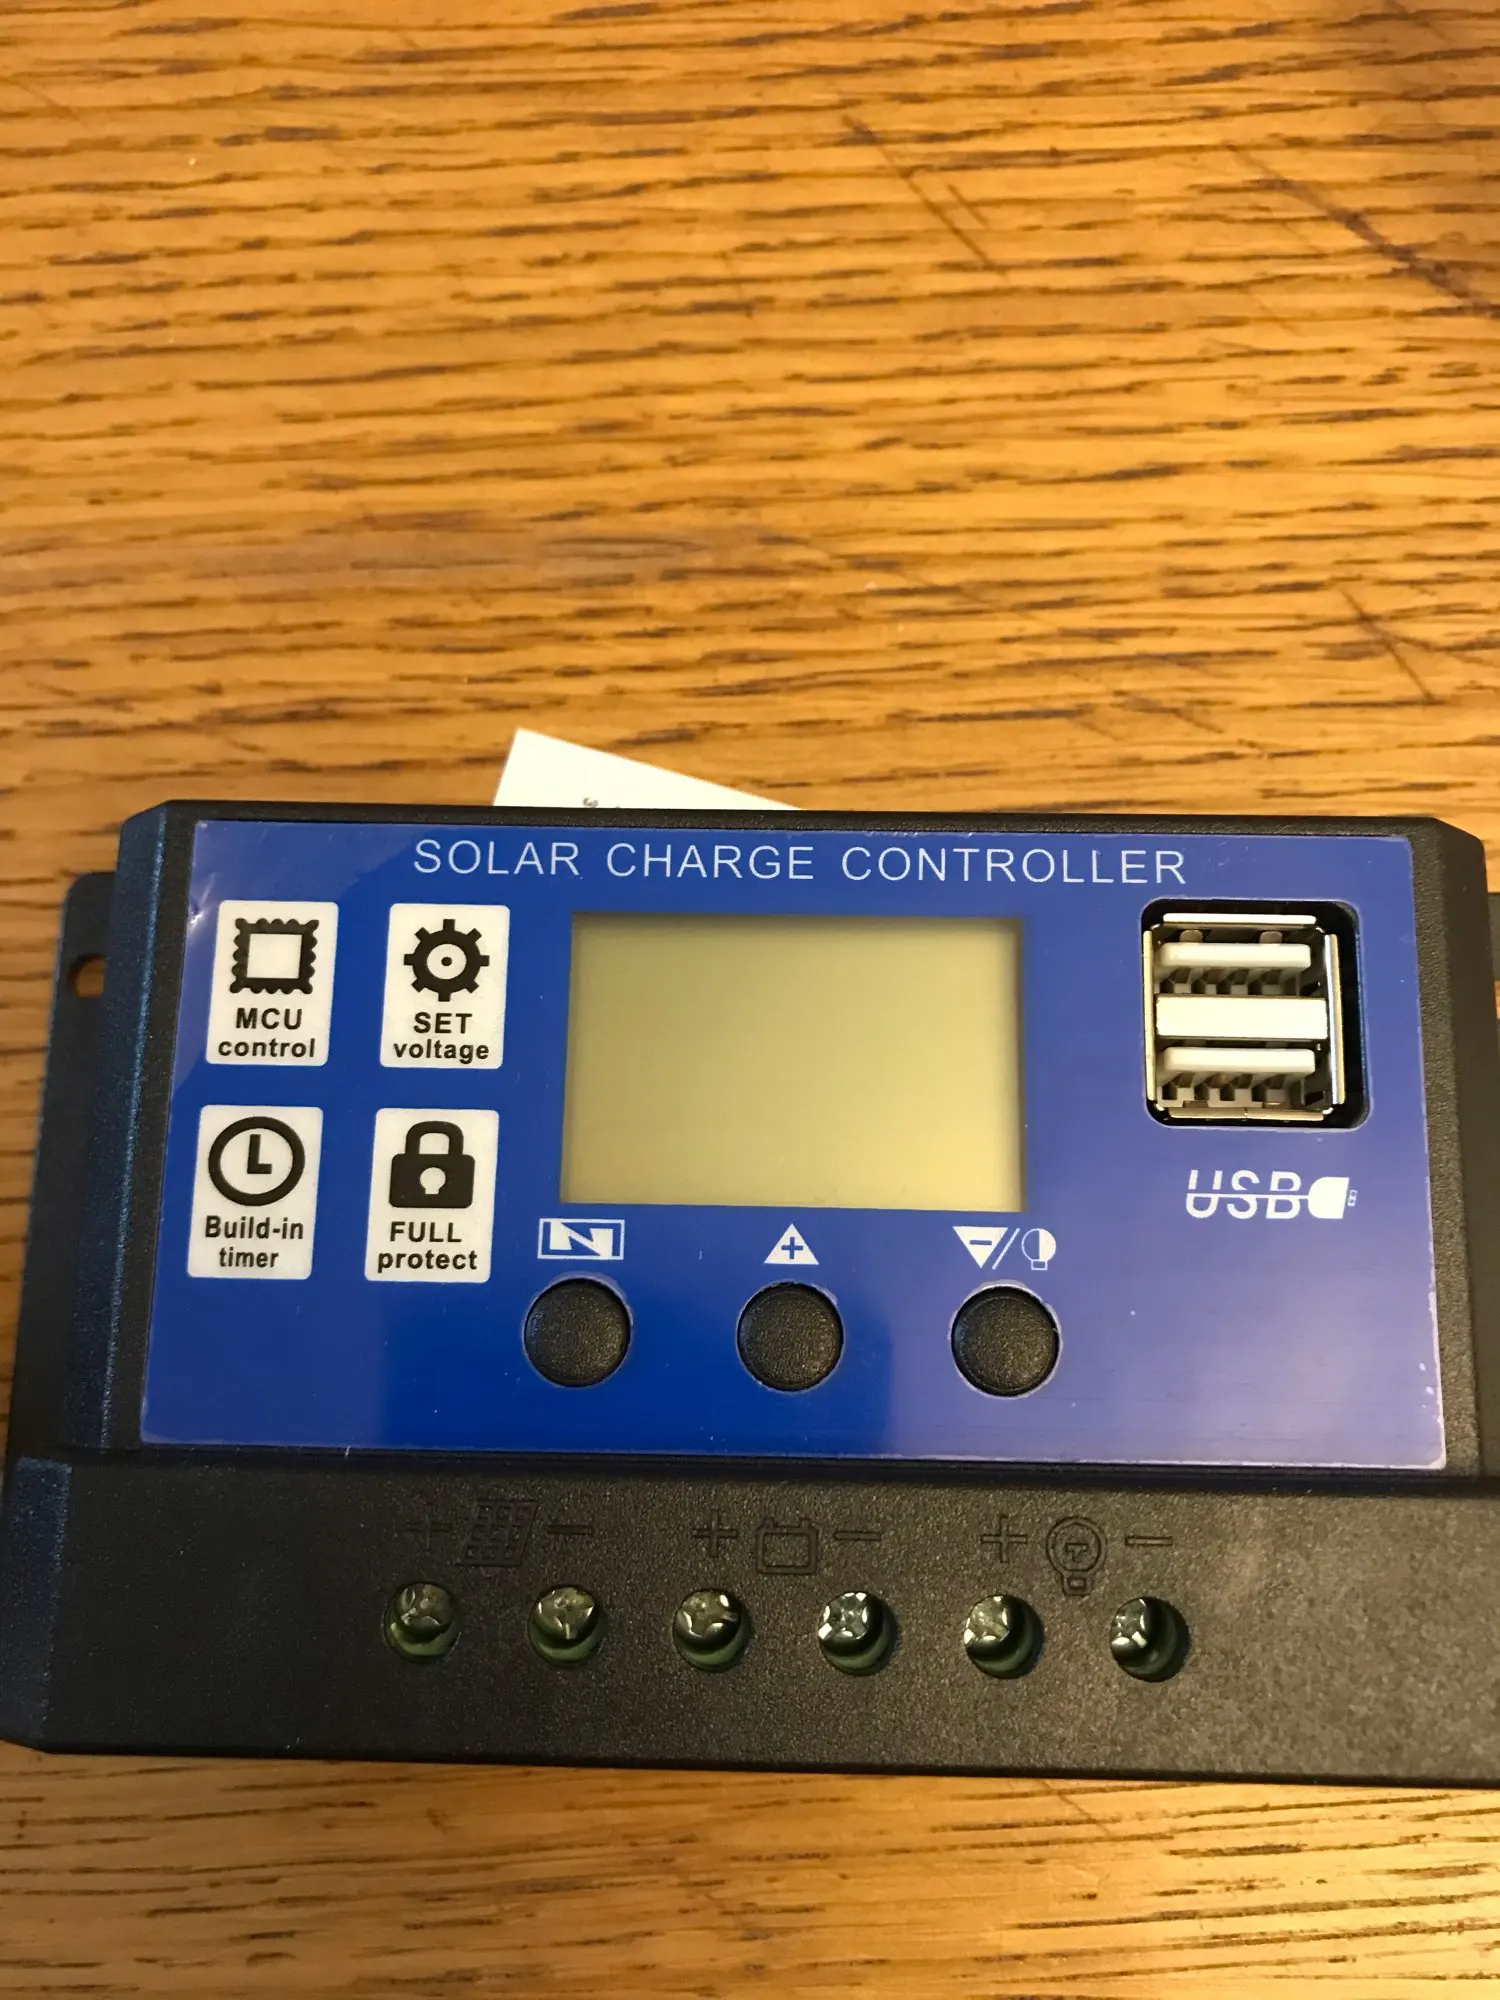 SOLAR CHARGE CONTROLLER
MCU
control
SET
voltage
Build-in
timer
FULL
protect
+
−/
USB
+ −
+ −
+ −